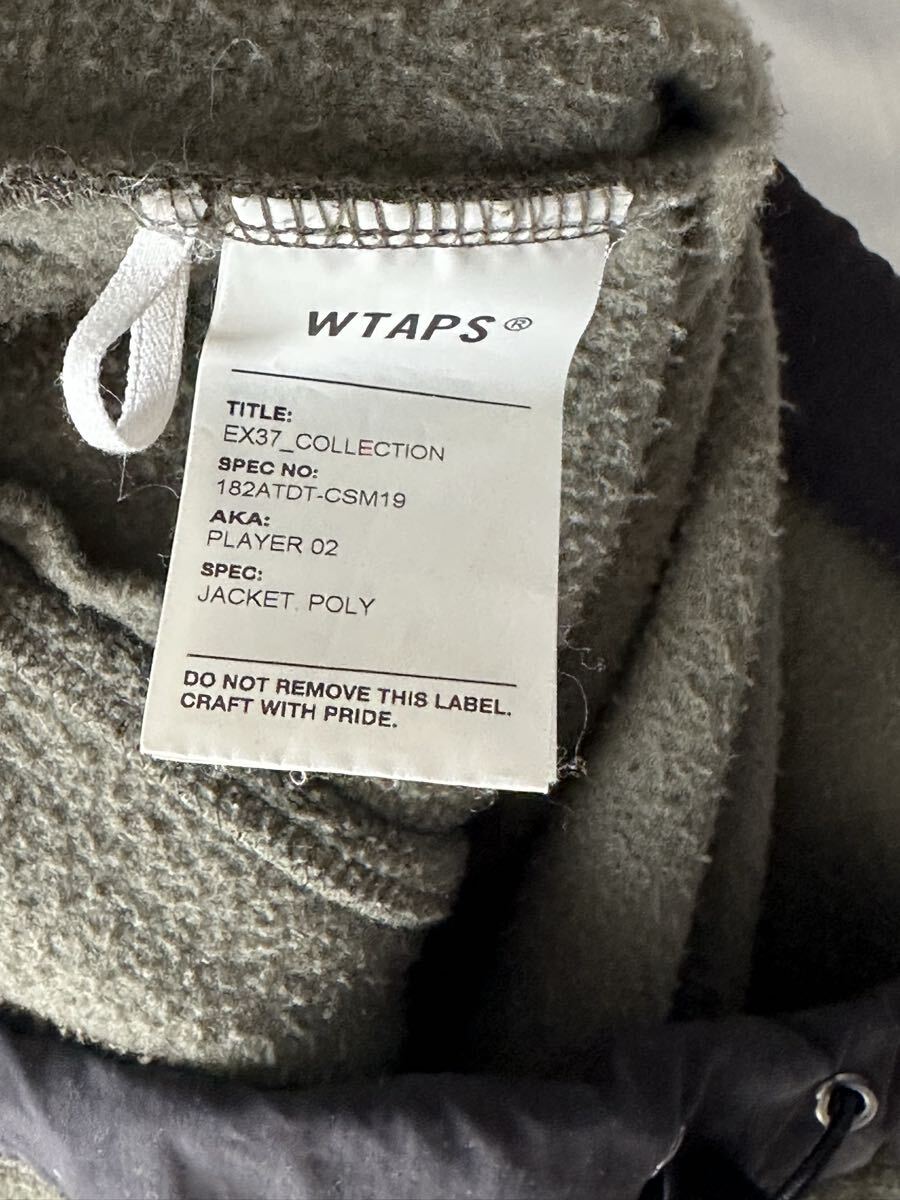 WTAPS®
TITLE:
EX37_COLLECTION
SPEC NO:
182ATDT-CSM19
AKA:
PLAYER 02
SPEC:
JACKET. POLY
DO NOT REMOVE THIS LABEL.
CRAFT WITH PRIDE.